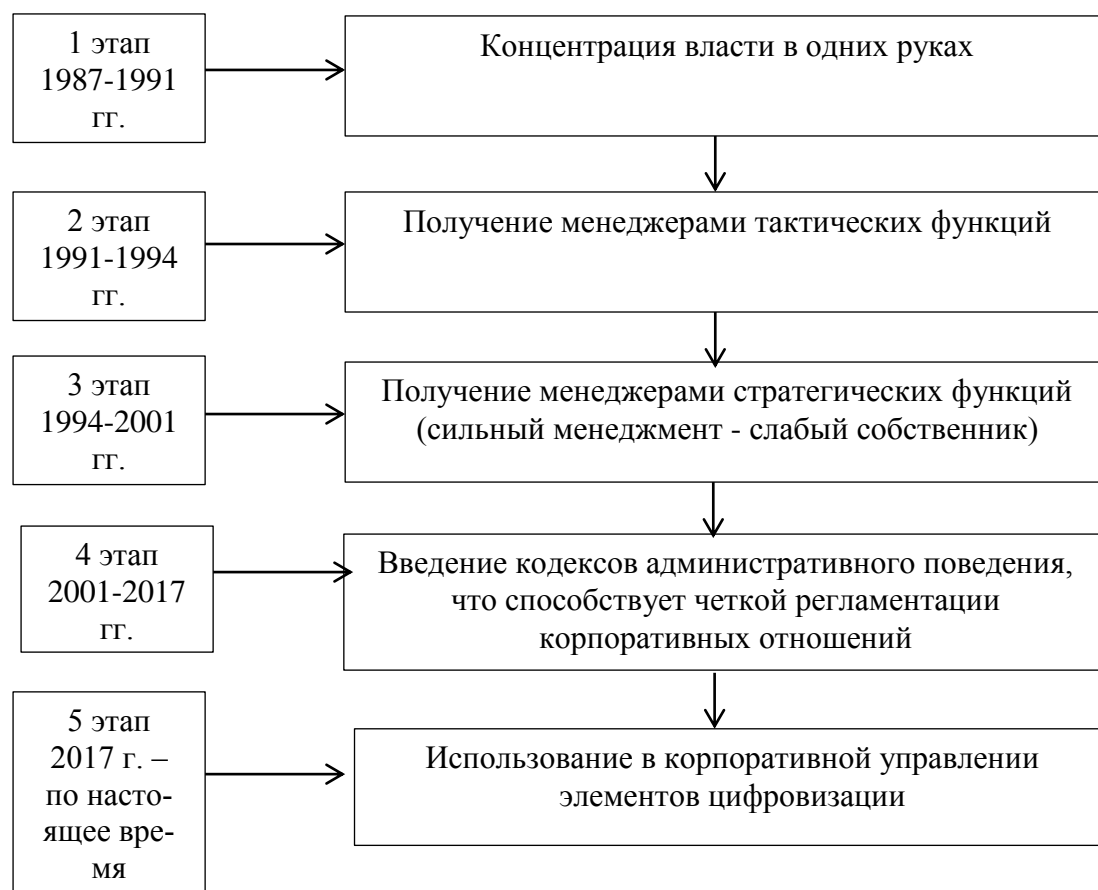 1 этап
1987-1991
гг.
Концентрация власти в одних руках
2 этап
1991-1994
гг.
Получение менеджерами тактических функций
3 этап
1994-2001
гг.
Получение менеджерами стратегических функций
(сильный менеджмент - слабый собственник)
4 этап
2001-2017
гг.
Введение кодексов административного поведения,
что способствует четкой регламентации
корпоративных отношений
5 этап
2017 г. –
по насто-
ящее вре-
мя
Использование в корпоративной управлении
элементов цифровизации